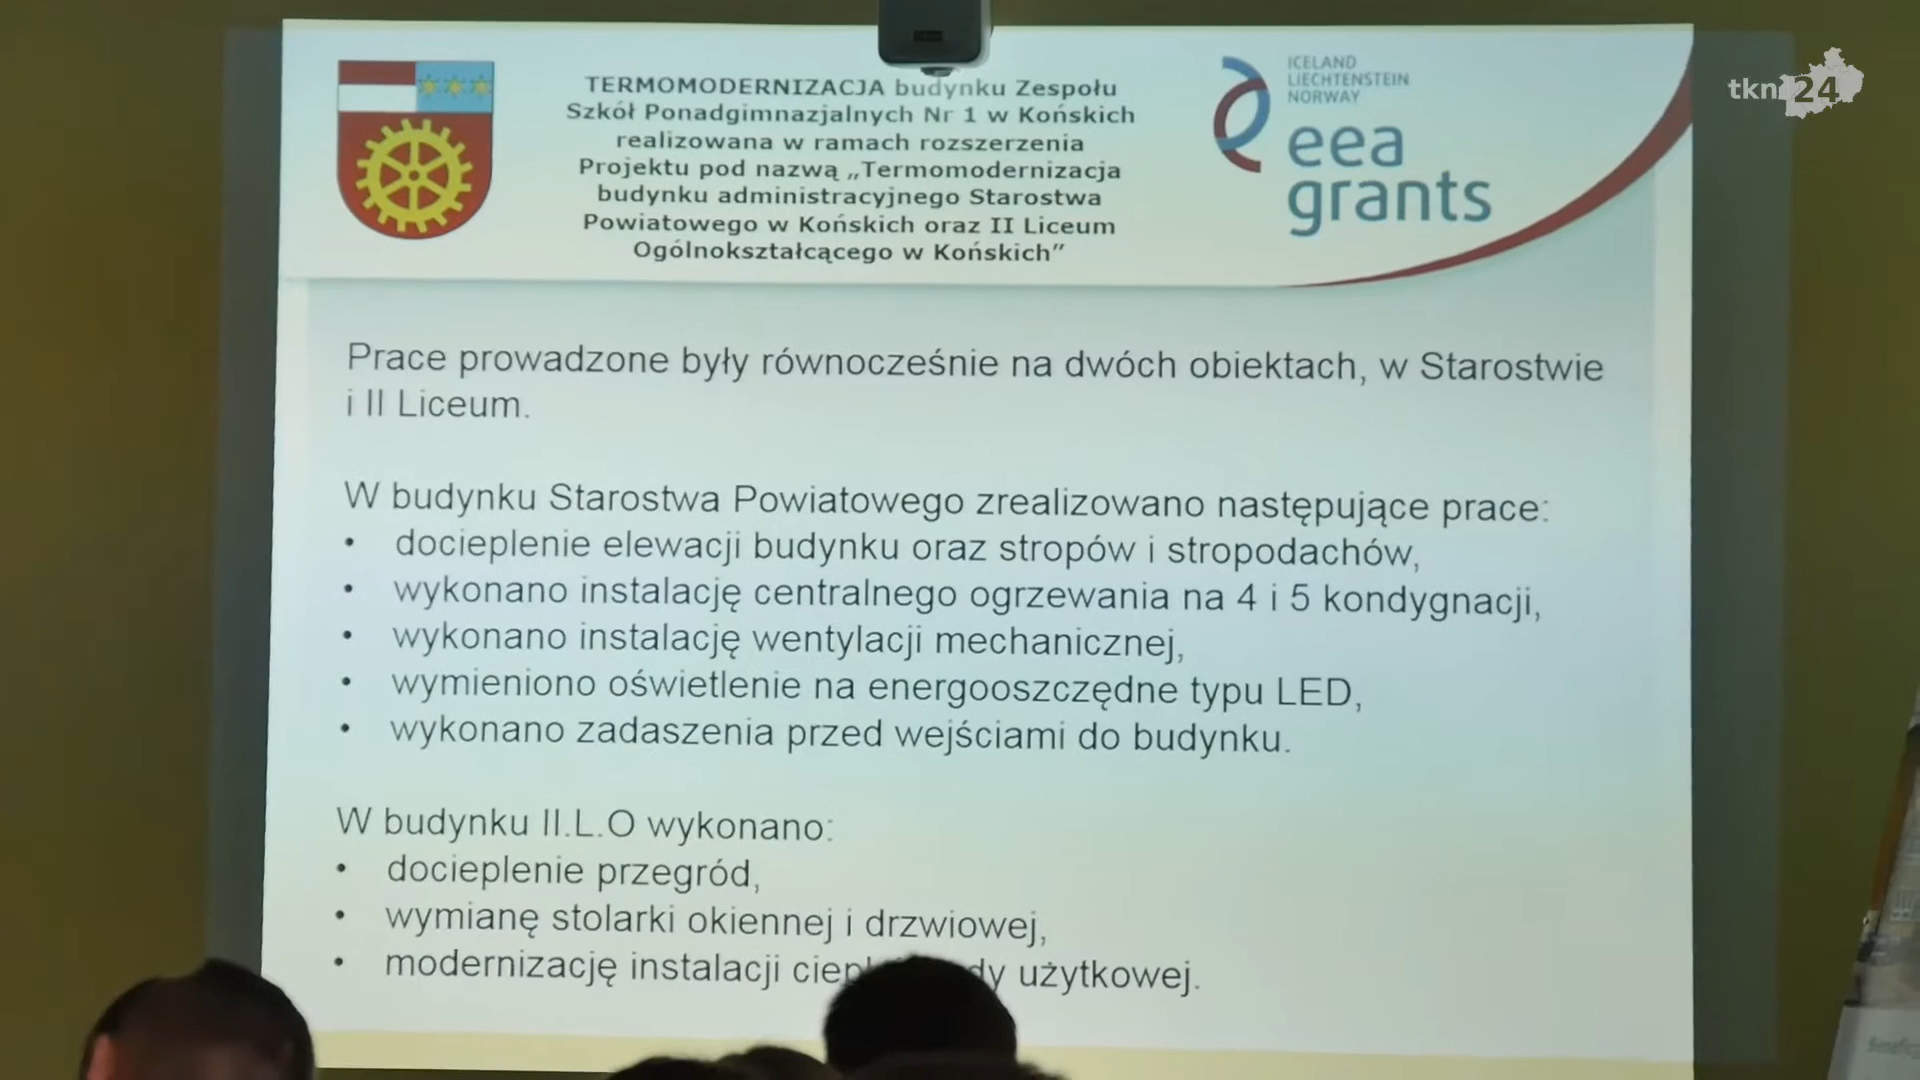 TERMOMODERNIZACJA budynku Zespołu
Szkół Ponadgimnazjalnych Nr 1 w Końskich
realizowana w ramach rozszerzenia
Projektu pod nazwą „Termomodernizacja
budynku administracyjnego Starostwa
Powiatowego w Końskich oraz II Liceum
Ogólnokształcącego w Końskich”
ICELAND
LIECHTENSTEIN
NORWAY
eea
grants
tkn 24
Prace prowadzone były równocześnie na dwóch obiektach, w Starostwie
i II Liceum.
W budynku Starostwa Powiatowego zrealizowano następujące prace:
• docieplenie elewacji budynku oraz stropów i stropodachów,
• wykonano instalację centralnego ogrzewania na 4 i 5 kondygnacji,
• wykonano instalację wentylacji mechanicznej,
• wymieniono oświetlenie na energooszczędne typu LED,
• wykonano zadaszenia przed wejściami do budynku.
W budynku II.L.O wykonano:
• docieplenie przegród,
• wymianę stolarki okiennej i drzwiowej,
• modernizację instalacji użytkowej.